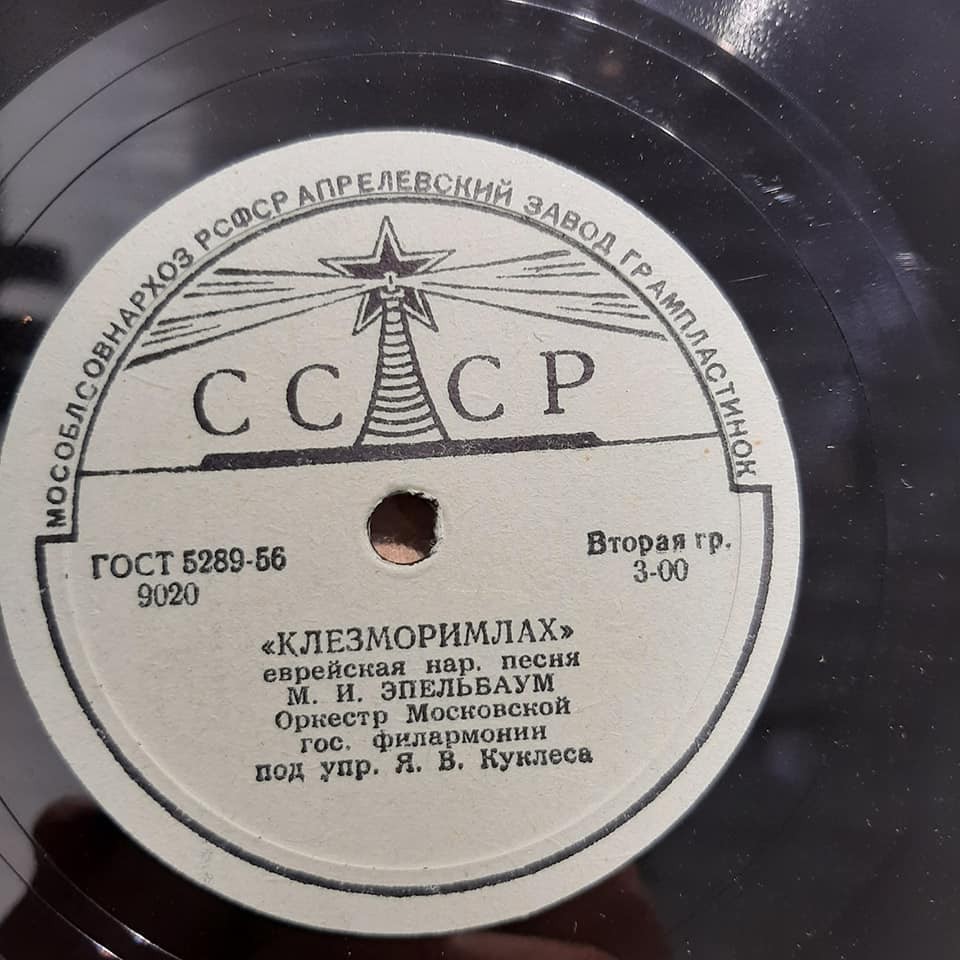 МОСОБЛСОВНАРХОЗ РСФСР АПРЕЛЕВСКИЙ ЗАВОД ГРАМПЛАСТИНОК
СССР
ГОСТ 5289-56
9020
Вторая гр.
3-00
«КЛЕЗМОРИМЛАХ»
еврейская нар. песня
М. И. ЭПЕЛЬБАУМ
Оркестр Московской
гос. филармонии
под упр. Я. В. Куклеса